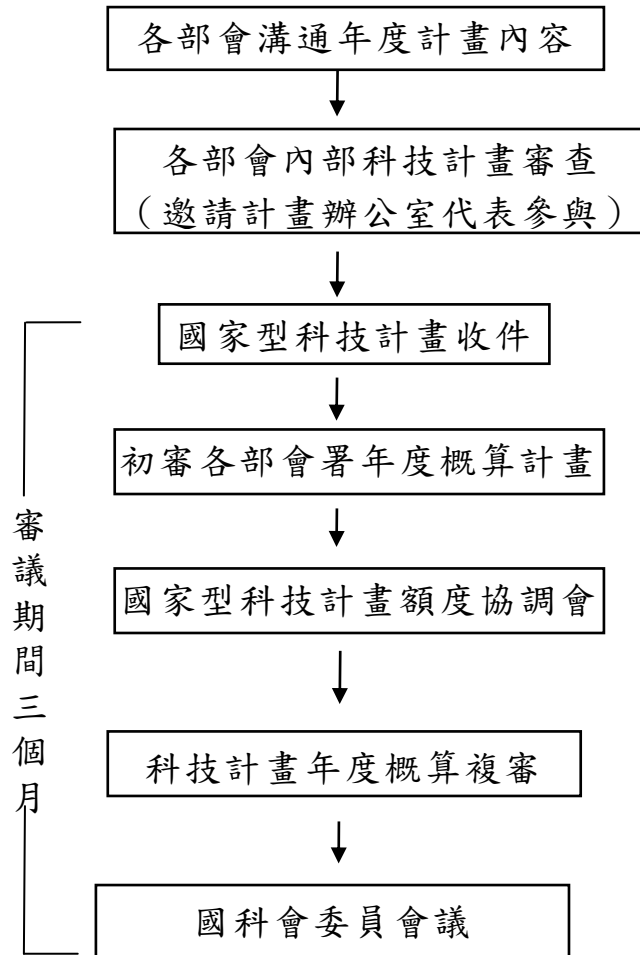 各部會溝通年度計畫內容
各部會內部科技計畫審查
（邀請計畫辦公室代表參與）
國家型科技計畫收件
初審各部會署年度概算計畫
國家型科技計畫額度協調會
科技計畫年度概算複審
國科會委員會議
審議期間三個月